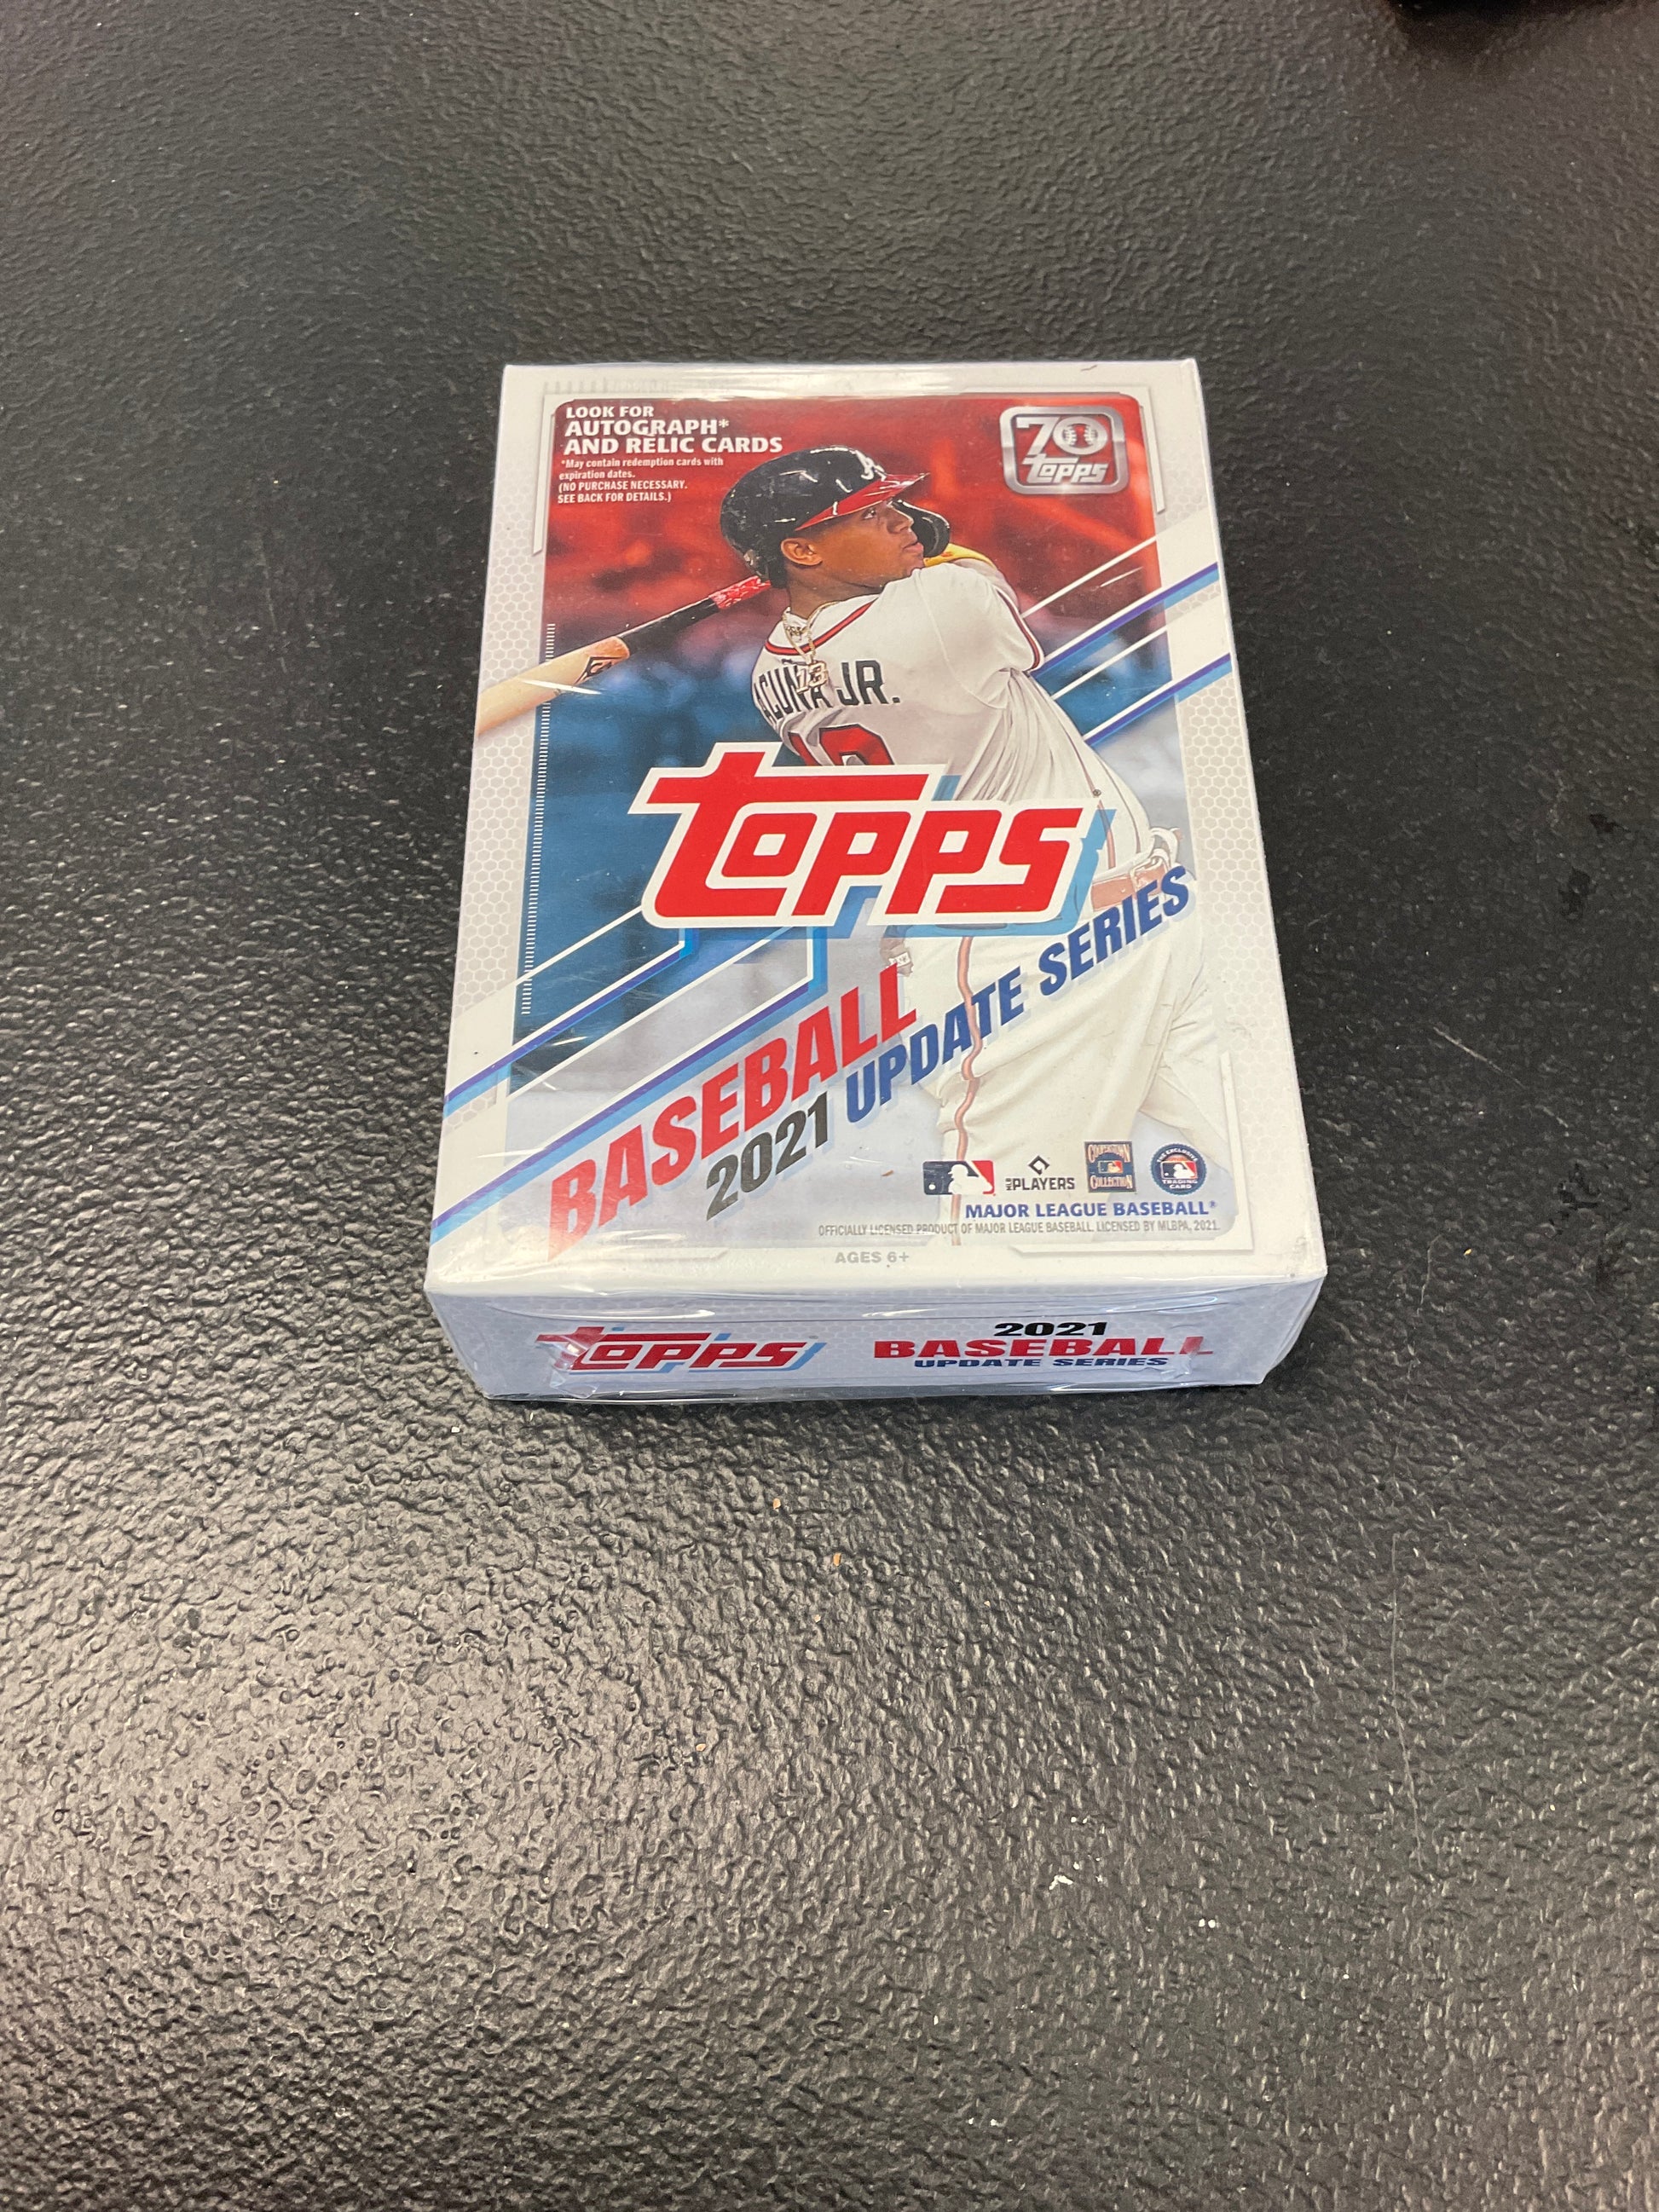 LOOK FOR
AUTOGRAPH*
AND RELIC CARDS
*May contain redemption cards with
expiration dates.
(NO PURCHASE NECESSARY.
SEE BACK FOR DETAILS.)
70
topps
ACUÑA JR.
13
topps
BASEBALL
2021 UPDATE SERIES
PLAYERS
MAJOR LEAGUE BASEBALL®
OFFICIALLY LICENSED PRODUCT OF MAJOR LEAGUE BASEBALL. LICENSED BY MLBPA, 2021.
AGES 6+
topps
2021
BASEBALL
UPDATE SERIES